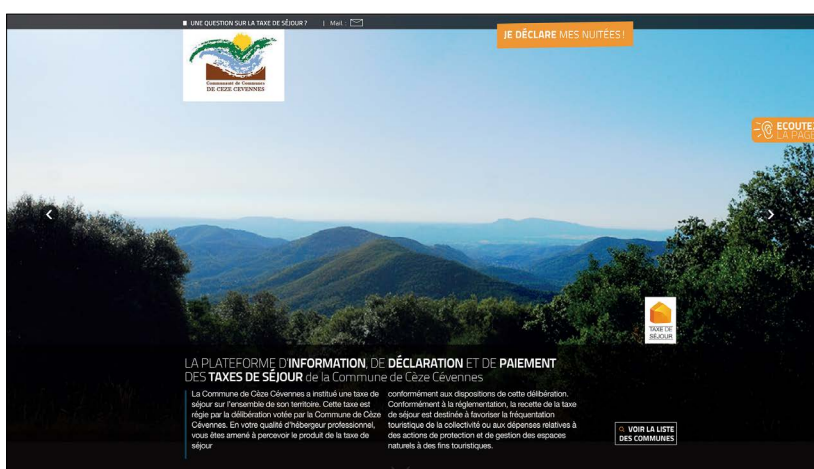 UNE QUESTION SUR LA TAXE DE SÉJOUR ? | Mail. :
JE DÉCLARE MES NUITÉES !
Communauté de Communes
DE CEZE CEVENNES
ECOUTEZ
LA PAGE
TAXE DE
SÉJOUR
LA PLATEFORME D'INFORMATION, DE DÉCLARATION ET DE PAIEMENT
DES TAXES DE SÉJOUR de la Commune de Cèze Cévennes
La Commune de Cèze Cévennes a institué une taxe de
séjour sur l'ensemble de son territoire. Cette taxe est
régie par la délibération votée par la Commune de Cèze
Cévennes. En votre qualité d'hébergeur professionnel,
vous êtes amené à percevoir le produit de la taxe de
séjour
conformément aux dispositions de cette délibération.
Conformément à la réglementation, la recette de la taxe
de séjour est destinée à favoriser la fréquentation
touristique de la collectivité ou aux dépenses relatives à
des actions de protection et de gestion des espaces
naturels à des fins touristiques.
VOIR LA LISTE
DES COMMUNES